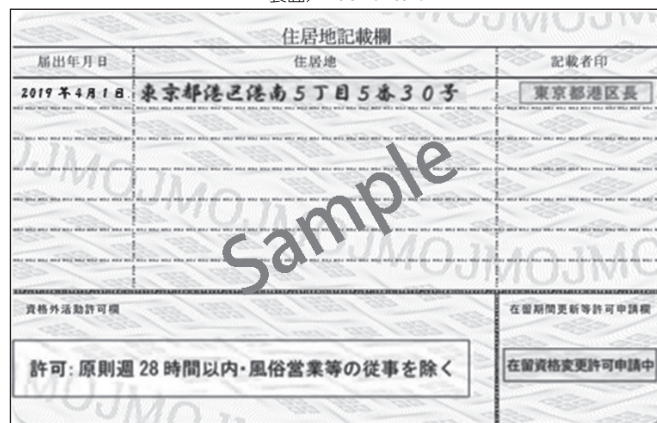 住居地記載欄
届出年月日 住居地 記載者印
2019年4月1日 東京都港区港南5丁目5番30号 東京都港区長
Sample
資格外活動許可欄 在留期間更新等許可申請欄
許可:原則週28時間以内・風俗営業等の従事を除く 在留資格変更許可申請中